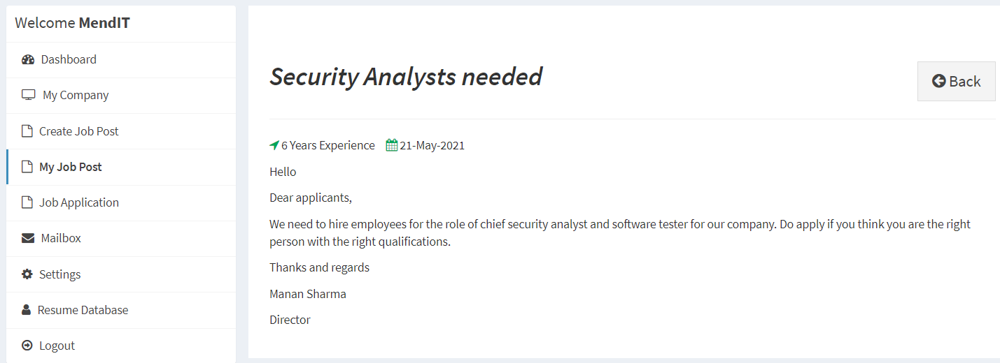 Welcome MendIT
Dashboard
My Company
Create Job Post
My Job Post
Job Application
Mailbox
Settings
Resume Database
Logout
Security Analysts needed
Back
6 Years Experience 21-May-2021
Hello
Dear applicants,
We need to hire employees for the role of chief security analyst and software tester for our company. Do apply if you think you are the right
person with the right qualifications.
Thanks and regards
Manan Sharma
Director